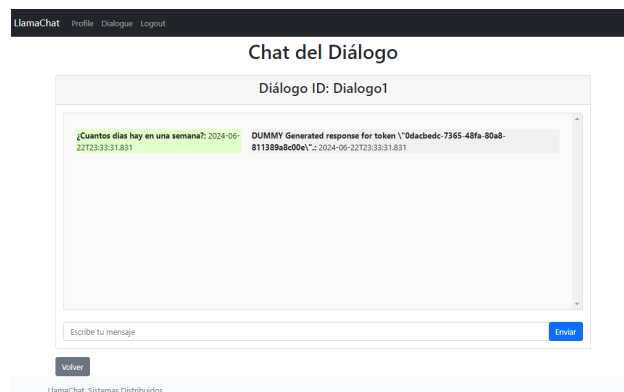 LlamaChat Profile Dialogue Logout
Chat del Diálogo
Diálogo ID: Dialogo1
¿Cuantos dias hay en una semana?: 2024-06-
22T23:33:31.831
DUMMY Generated response for token \"0dacbedc-7365-48fa-80a8-
811389a8c00e\".: 2024-06-22T23:33:31.831
Escribe tu mensaje
Enviar
Volver
LlamaChat, Sistemas Distribuidos